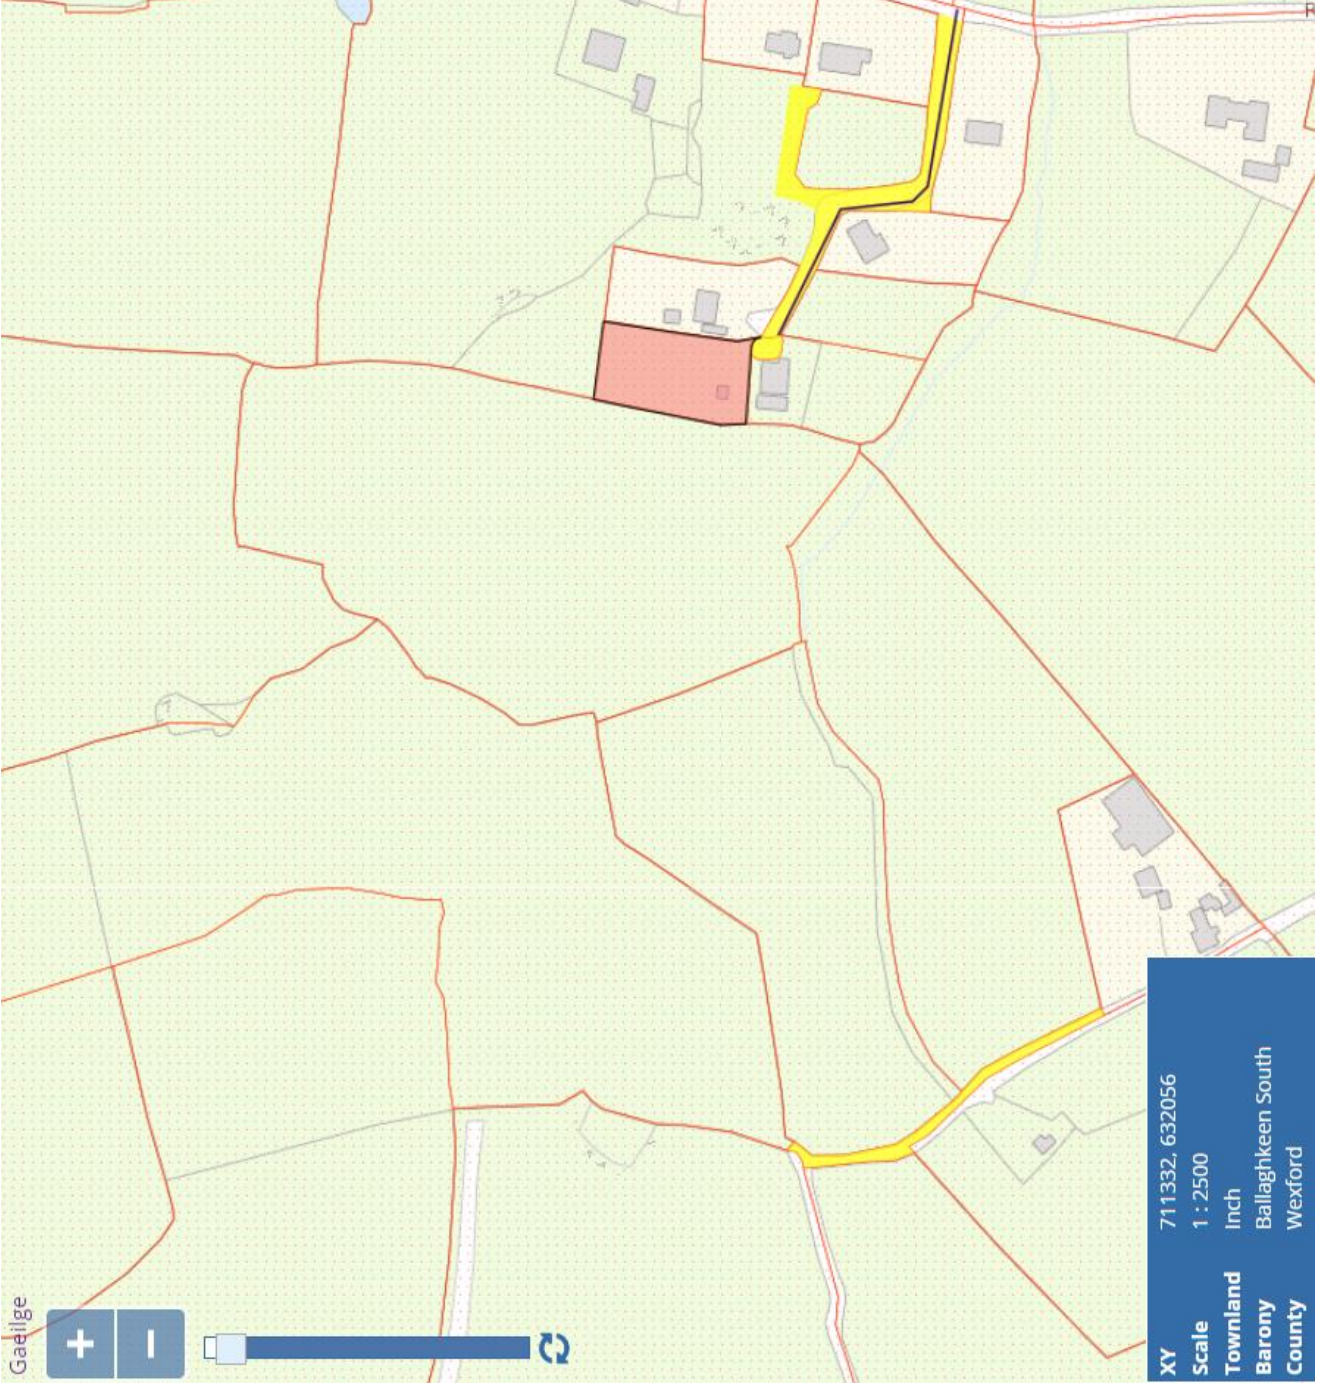 Gaeilge
+
−
XY 711332, 632056
Scale 1 : 2500
Townland Inch
Barony Ballaghkeen South
County Wexford